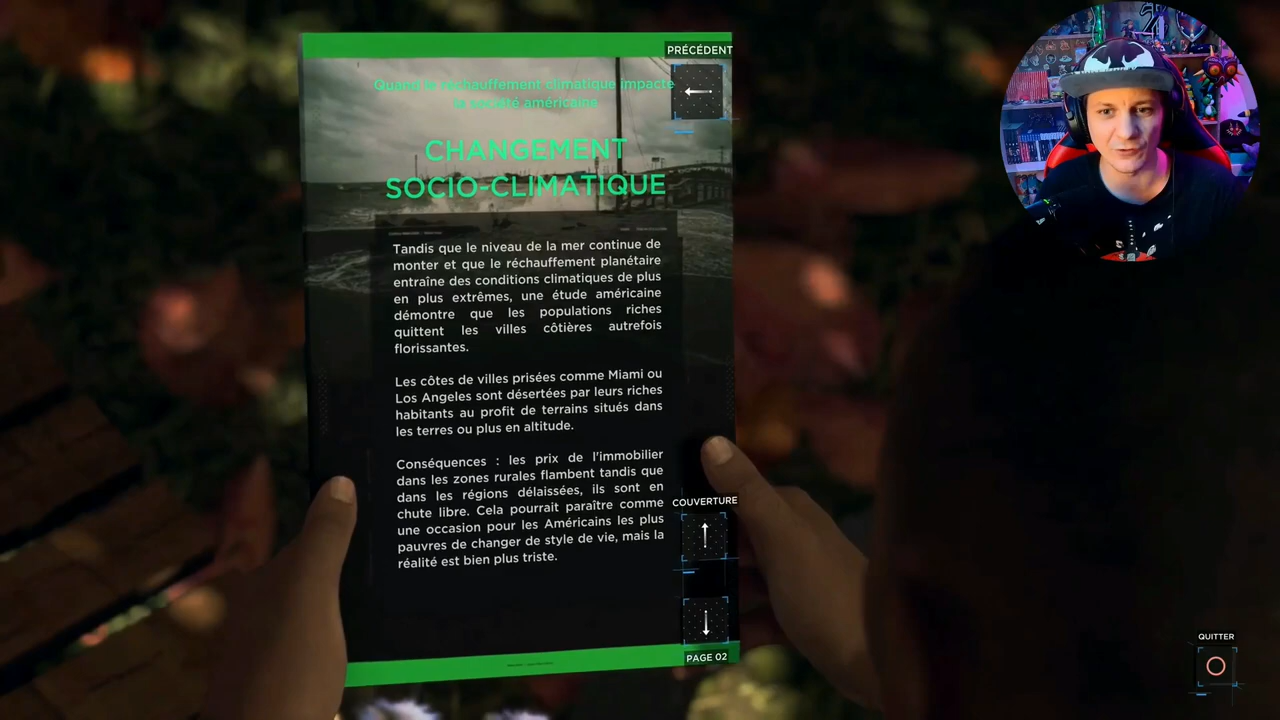 PRÉCÉDENT
Quand le réchauffement climatique impacte
la société américaine
CHANGEMENT
SOCIO-CLIMATIQUE
Tandis que le niveau de la mer continue de
monter et que le réchauffement planétaire
entraîne des conditions climatiques de plus
en plus extrêmes, une étude américaine
démontre que les populations riches
quittent les villes côtières autrefois
florissantes.
Les côtes de villes prisées comme Miami ou
Los Angeles sont désertées par leurs riches
habitants au profit de terrains situés dans
les terres ou plus en altitude.
Conséquences : les prix de l'immobilier
dans les zones rurales flambent tandis que
dans les régions délaissées, ils sont en
chute libre. Cela pourrait paraître comme
une occasion pour les Américains les plus
pauvres de changer de style de vie, mais la
réalité est bien plus triste.
COUVERTURE
PAGE 02
QUITTER